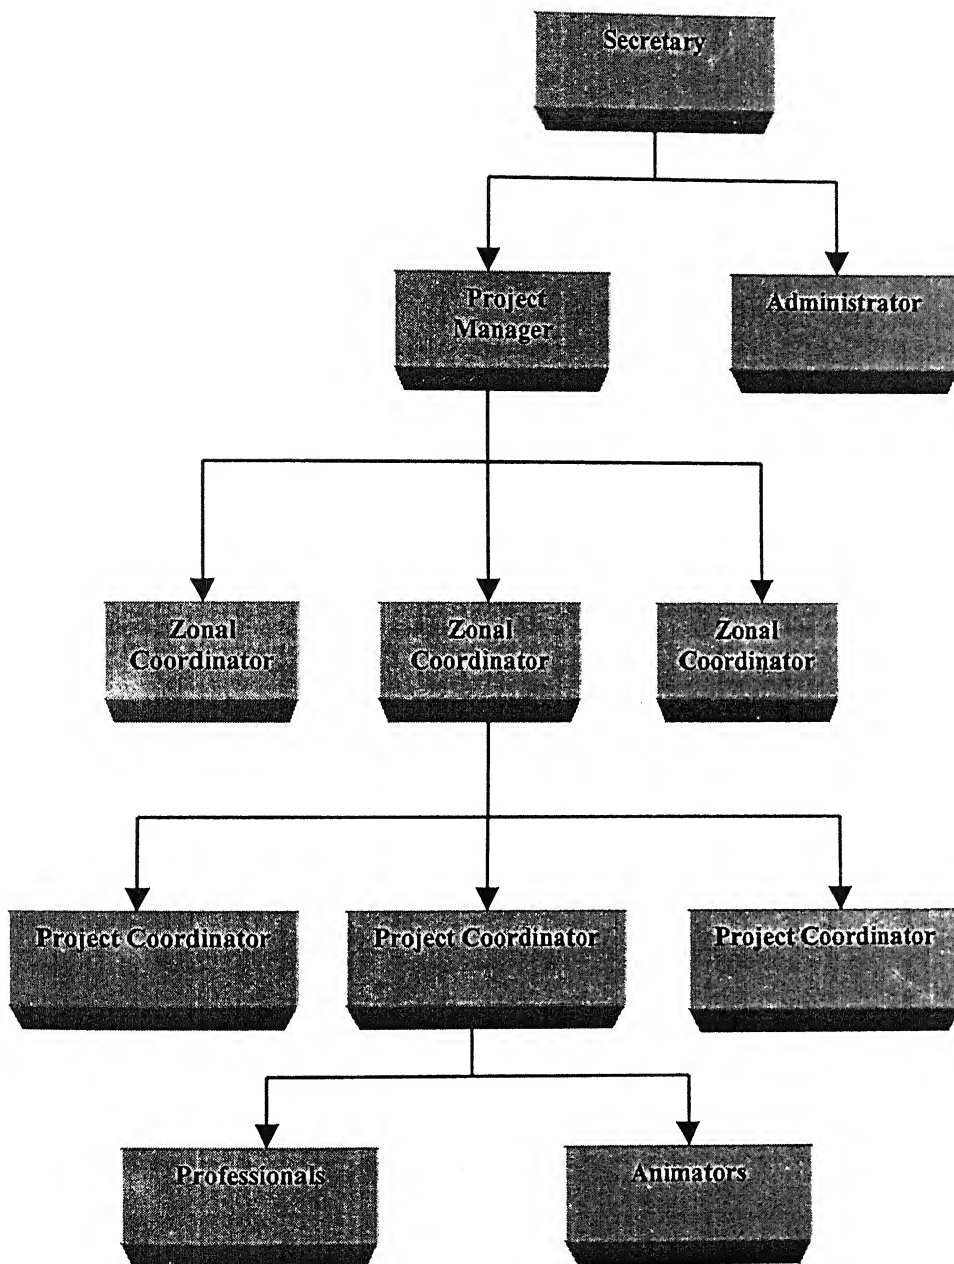 Secretary
Project
Manager
Administrator
Zonal
Coordinator
Zonal
Coordinator
Zonal
Coordinator
Project Coordinator
Project Coordinator
Project Coordinator
Professionals
Animators